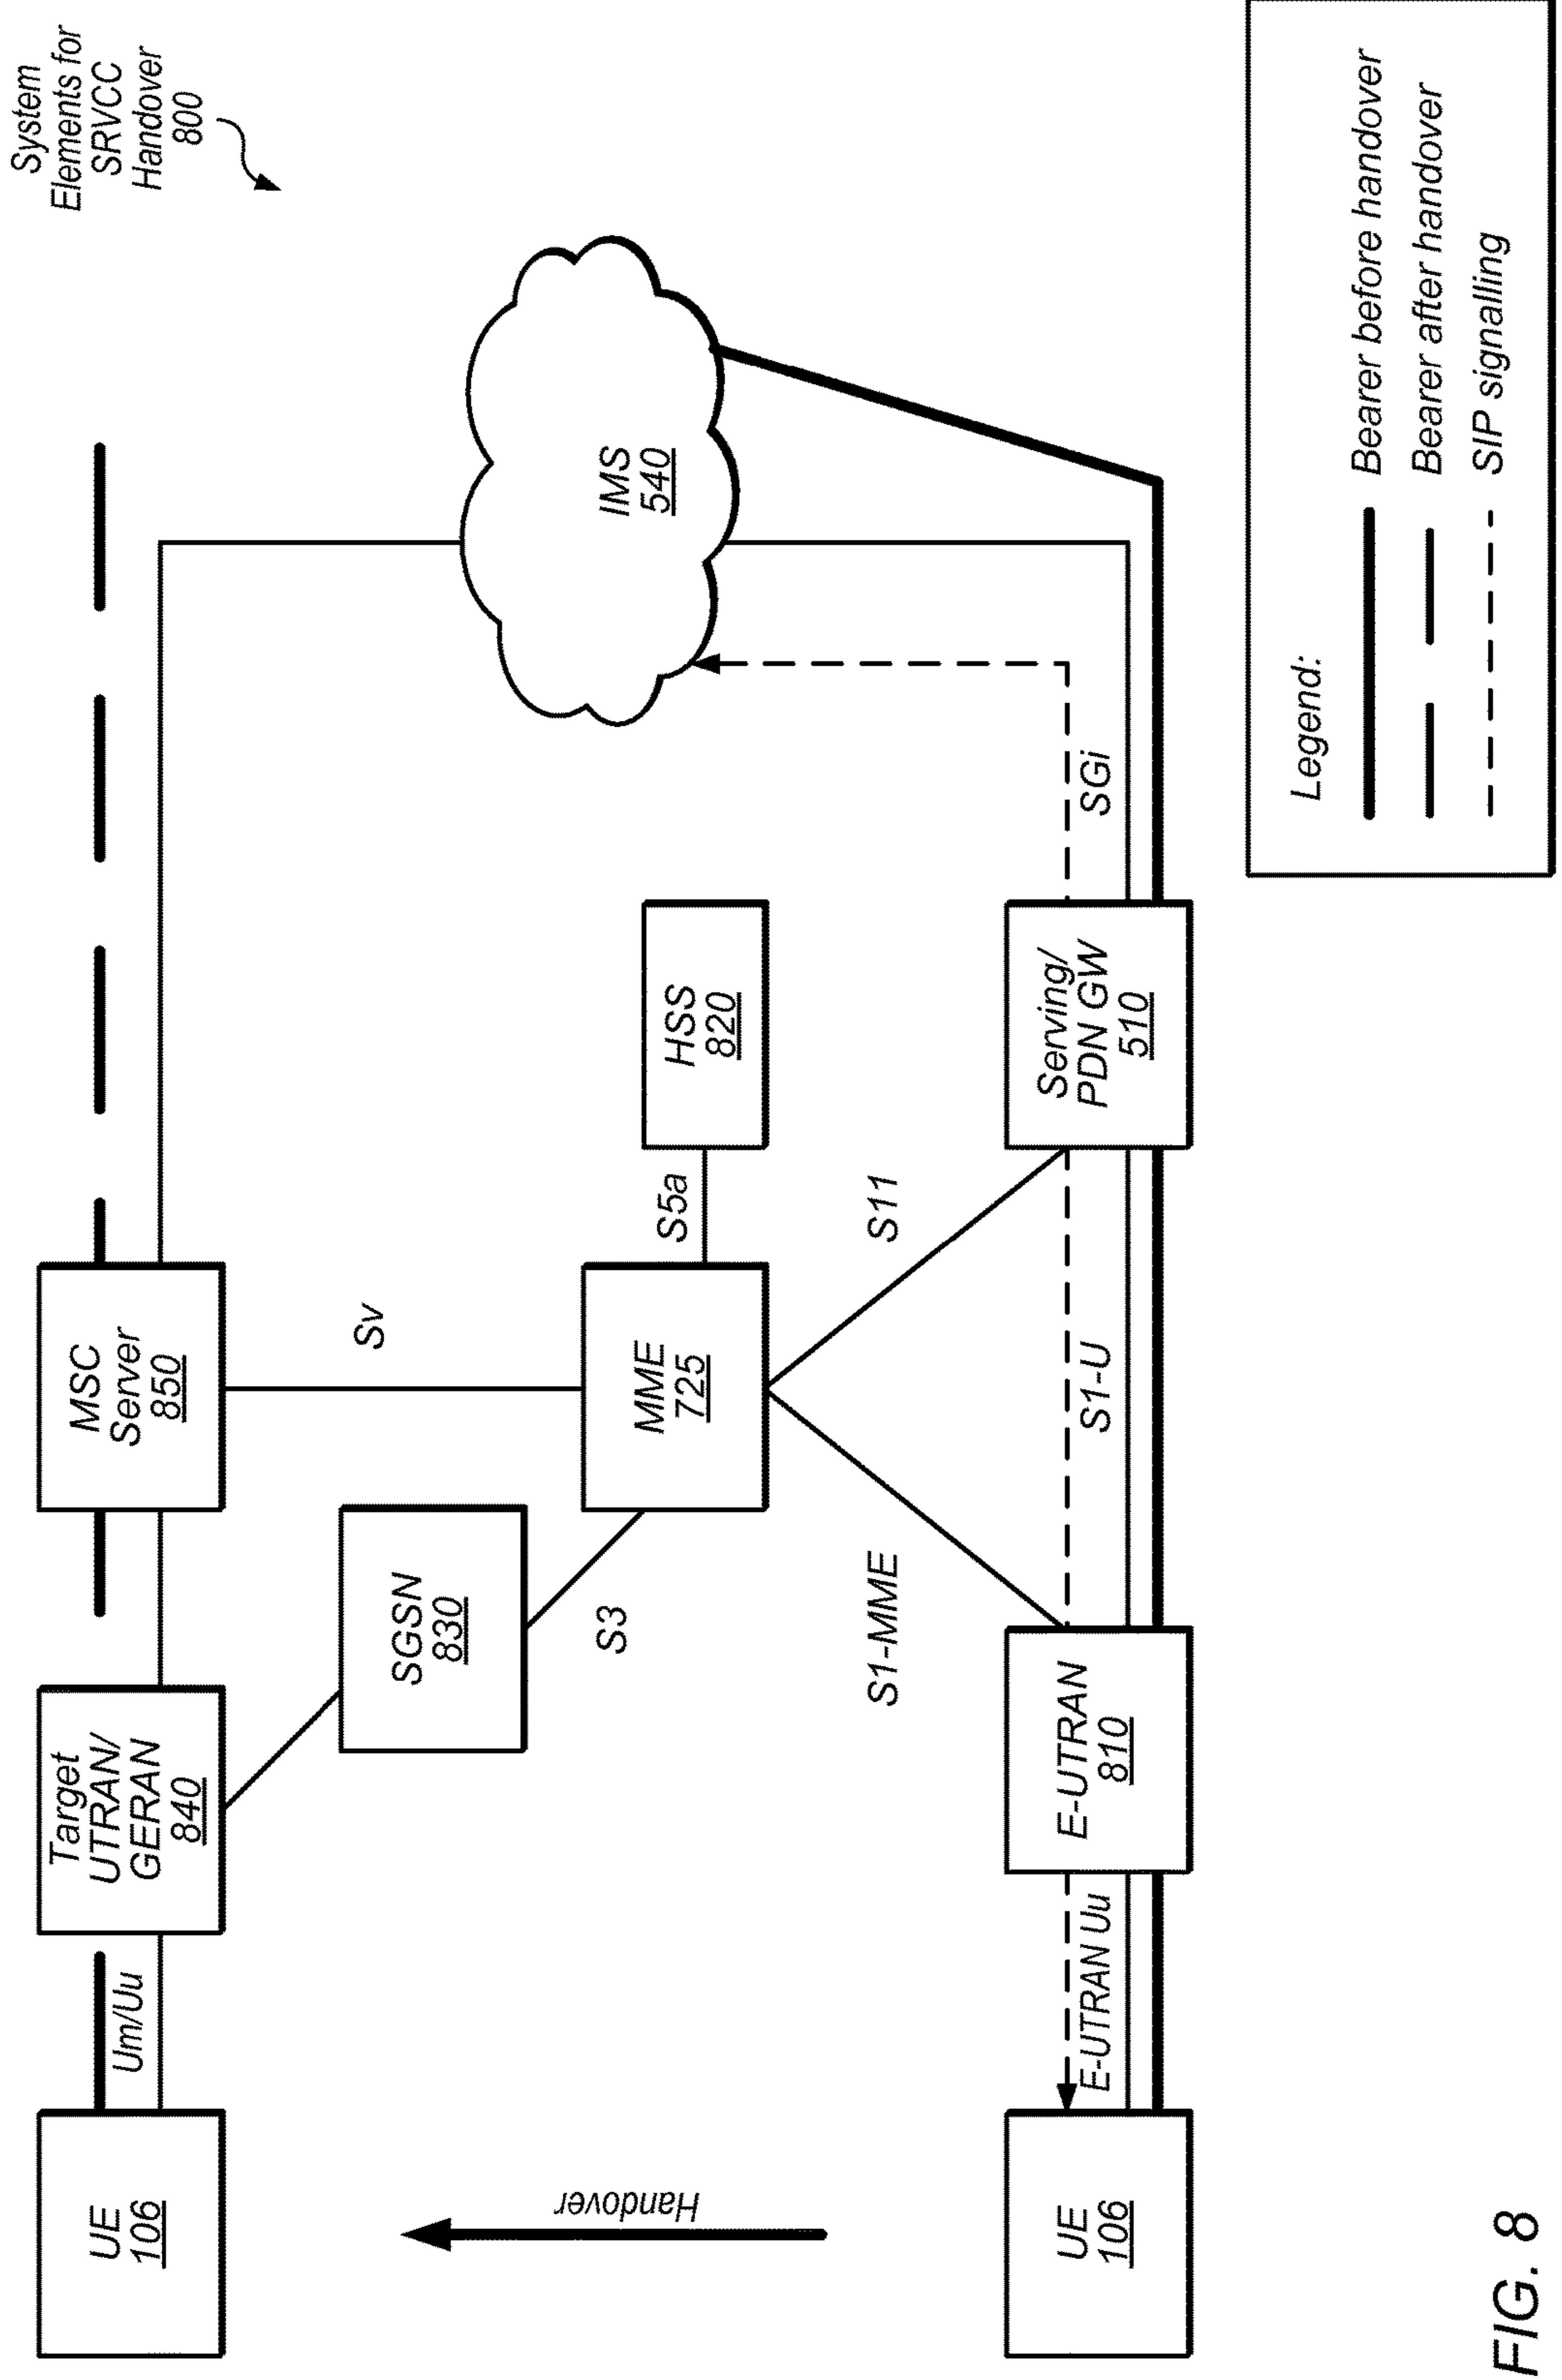 System
Elements for
SRVCC
Handover
800
UE
106
Um/Uu
Target
UTRAN/
GERAN
840
MSC
Server
850
SGSN
830
Sv
S3
MME
725
S5a
HSS
820
IMS
540
Handover
S1-MME
S11
UE
106
E-UTRAN Uu
E-UTRAN
810
S1-U
Serving/
PDN GW
510
SGi
Legend:
Bearer before handover
Bearer after handover
SIP signalling
FIG. 8